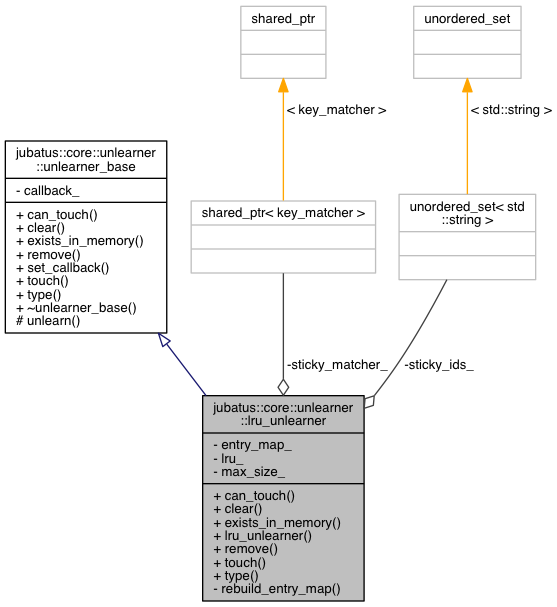 shared_ptr
unordered_set
< key_matcher >
< std::string >
jubatus::core::unlearner
::unlearner_base
- callback_
+ can_touch()
+ clear()
+ exists_in_memory()
+ remove()
+ set_callback()
+ touch()
+ type()
+ ~unlearner_base()
# unlearn()
shared_ptr< key_matcher >
unordered_set< std
::string >
-sticky_matcher_
-sticky_ids_
jubatus::core::unlearner
::lru_unlearner
- entry_map_
- lru_
- max_size_
+ can_touch()
+ clear()
+ exists_in_memory()
+ lru_unlearner()
+ remove()
+ touch()
+ type()
- rebuild_entry_map()